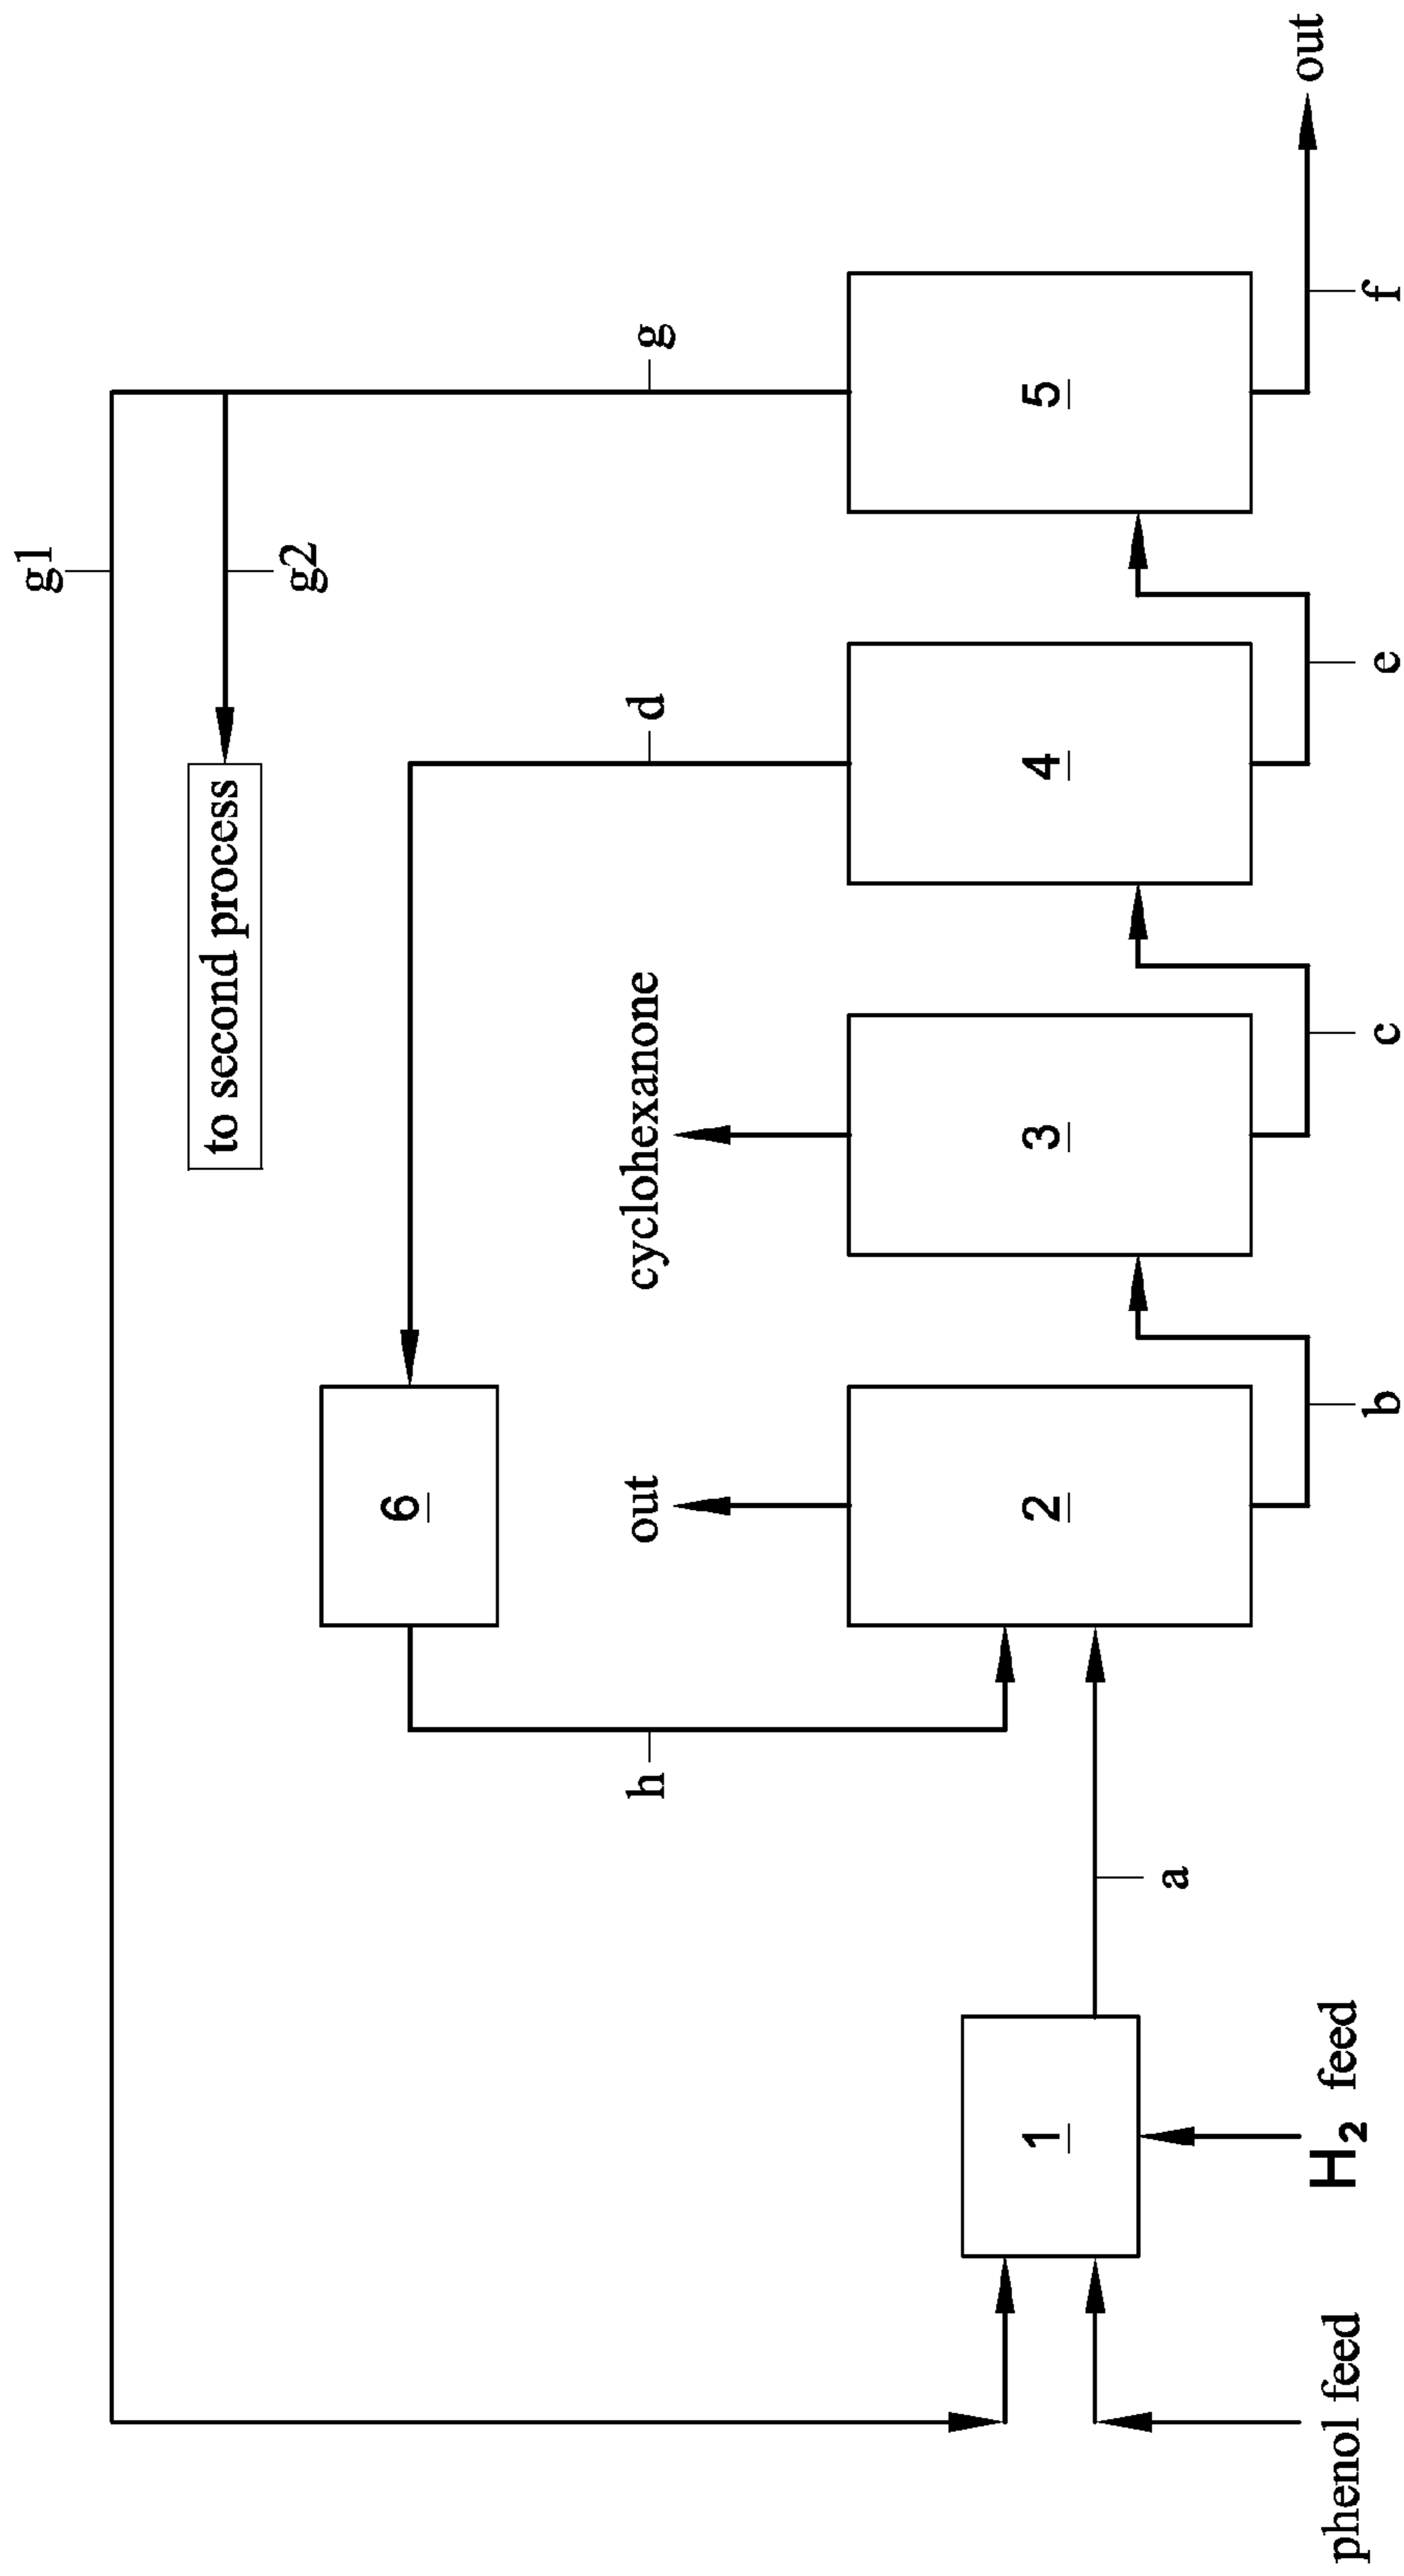 g1
g2
to second process
g
d
6
h
out
cyclohexanone
1
2
3
4
5
a
b
c
e
f
out
phenol feed
H₂ feed